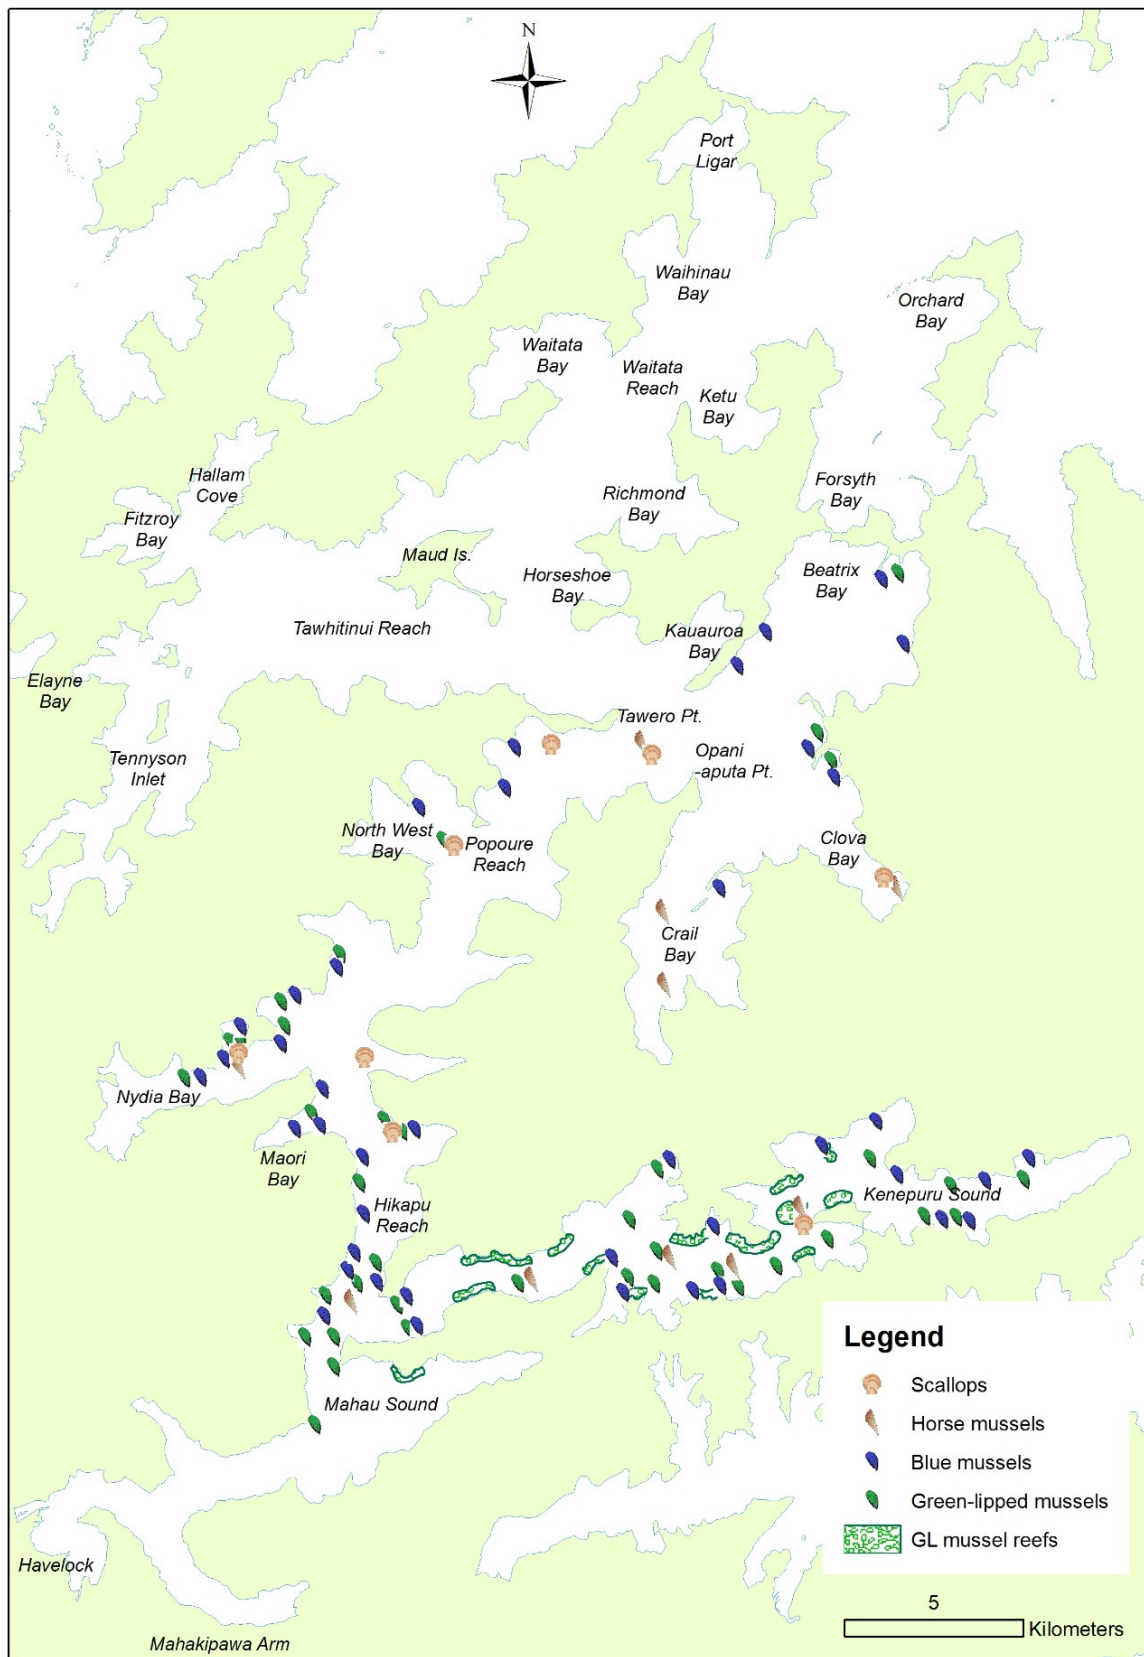 N
Port
Ligar
Waihinau
Bay
Orchard
Bay
Waitata
Bay
Waitata
Reach
Ketu
Bay
Hallam
Cove
Fitzroy
Bay
Richmond
Bay
Forsyth
Bay
Maud Is.
Horseshoe
Bay
Beatrix
Bay
Tawhitinui Reach
Kauauroa
Bay
Elayne
Bay
Tawero Pt.
Tennyson
Inlet
Opani
-aputa Pt.
North West
Bay
Popoure
Reach
Clova
Bay
Crail
Bay
Nydia Bay
Maori
Bay
Hikapu
Reach
Kenepuru Sound
Mahau Sound
Havelock
Mahakipawa Arm
Legend
Scallops
Horse mussels
Blue mussels
Green-lipped mussels
GL mussel reefs
5
Kilometers